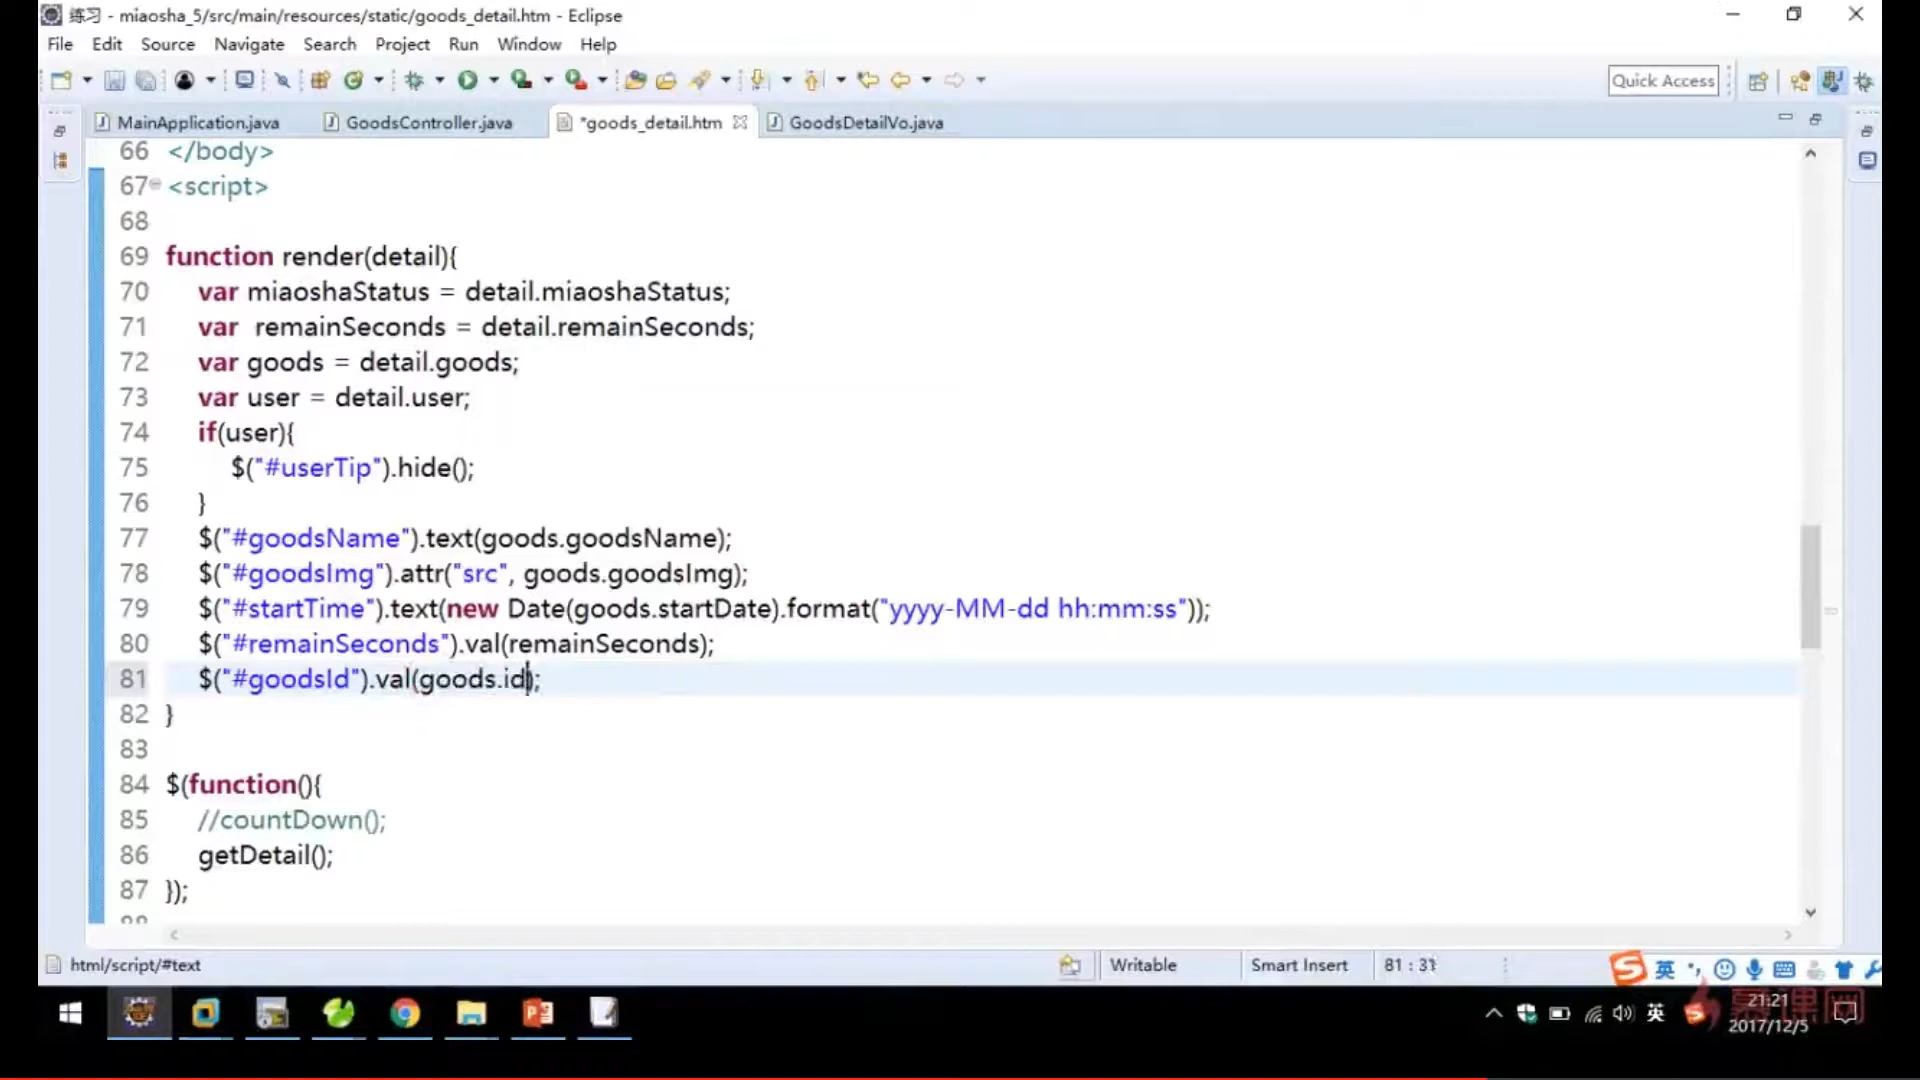 练习 - miaosha_5/src/main/resources/static/goods_detail.htm - Eclipse
File Edit Source Navigate Search Project Run Window Help
Quick Access
MainApplication.java GoodsController.java *goods_detail.htm GoodsDetailVo.java
66 </body>
67 <script>
68
69 function render(detail){
70 var miaoshaStatus = detail.miaoshaStatus;
71 var  remainSeconds = detail.remainSeconds;
72 var goods = detail.goods;
73 var user = detail.user;
74 if(user){
75 $("#userTip").hide();
76 }
77 $("#goodsName").text(goods.goodsName);
78 $("#goodsImg").attr("src", goods.goodsImg);
79 $("#startTime").text(new Date(goods.startDate).format("yyyy-MM-dd hh:mm:ss"));
80 $("#remainSeconds").val(remainSeconds);
81 $("#goodsId").val(goods.id);
82 }
83
84 $(function(){
85 //countDown();
86 getDetail();
87 });
88
html/script/#text Writable Smart Insert 81 : 31 英
英 21:21
2017/12/5
慕课网